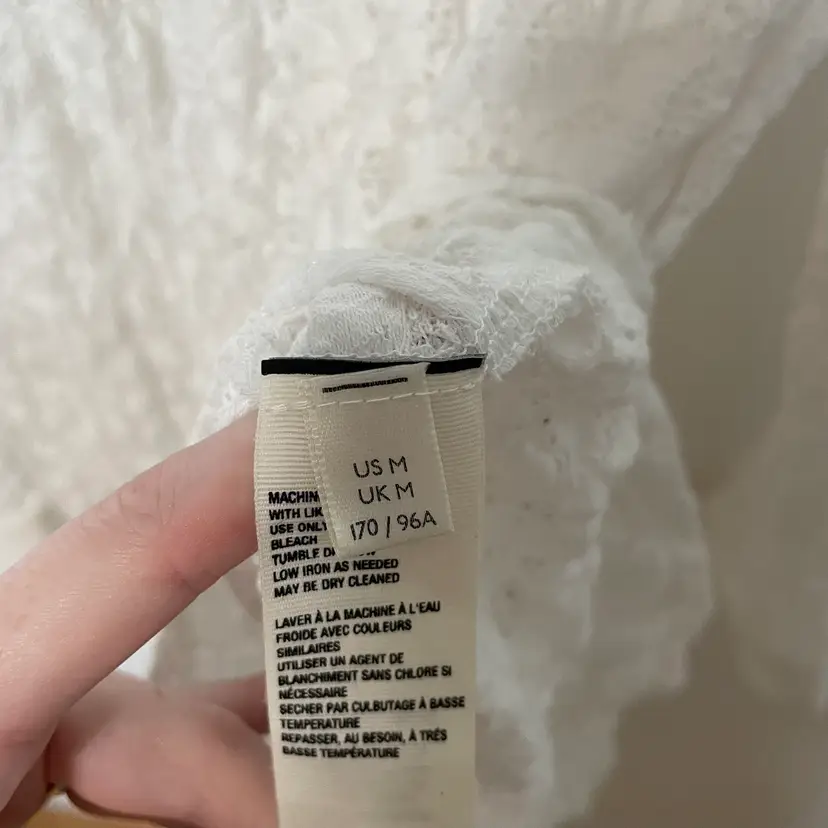 US M
UK M
170 / 96A
MACHIN
WITH LIK
USE ONLY
BLEACH
TUMBLE
LOW IRON AS NEEDED
MAY BE DRY CLEANED
LAVER À LA MACHINE À L'EAU
FROIDE AVEC COULEURS
SIMILAIRES
UTILISER UN AGENT DE
BLANCHIMENT SANS CHLORE SI
NÉCESSAIRE
SECHER PAR CULBUTAGE À BASSE
TEMPERATURE
REPASSER, AU BESOIN, À TRÉS
BASSE TEMPÉRATURE